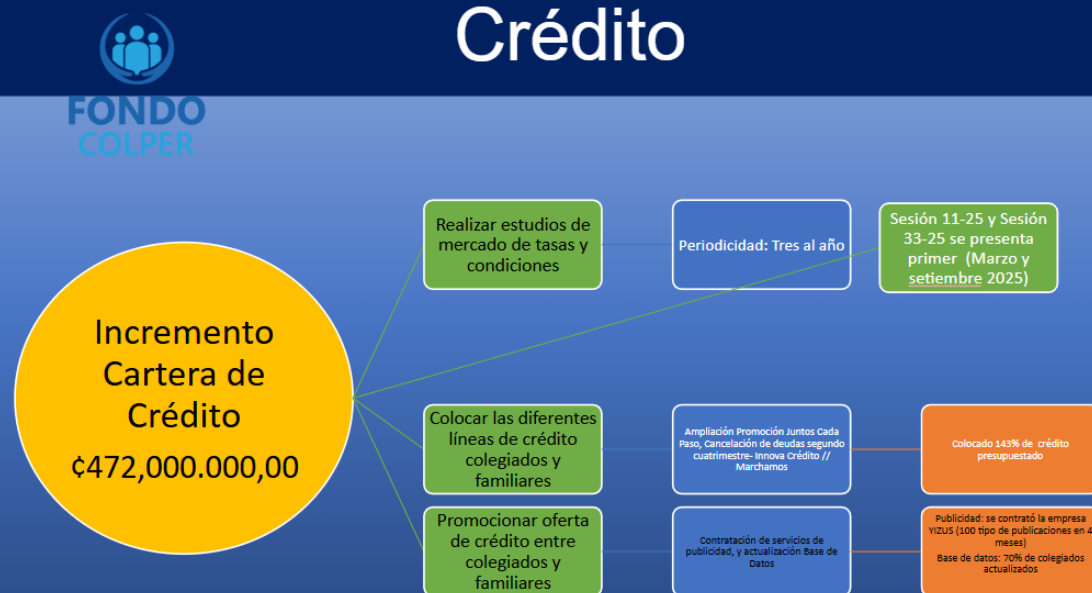 Crédito
FONDO
COLPER
Incremento
Cartera de
Crédito
¢472,000.000,00
Realizar estudios de
mercado de tasas y
condiciones
Periodicidad: Tres al año
Sesión 11-25 y Sesión
33-25 se presenta
primer (Marzo y
setiembre 2025)
Colocar las diferentes
líneas de crédito
colegiados y
familiares
Ampliación Promoción Juntos Cada
Paso, Cancelación de deudas segundo
cuatrimestre- Innova Crédito //
Marchamos
Colocado 143% de crédito
presupuestado
Promocionar oferta
de crédito entre
colegiados y
familiares
Contratación de servicios de
publicidad, y actualización Base de
Datos
Publicidad: se contrató la empresa
YIZUS (100 tipo de publicaciones en 4
meses)
Base de datos: 70% de colegiados
actualizados